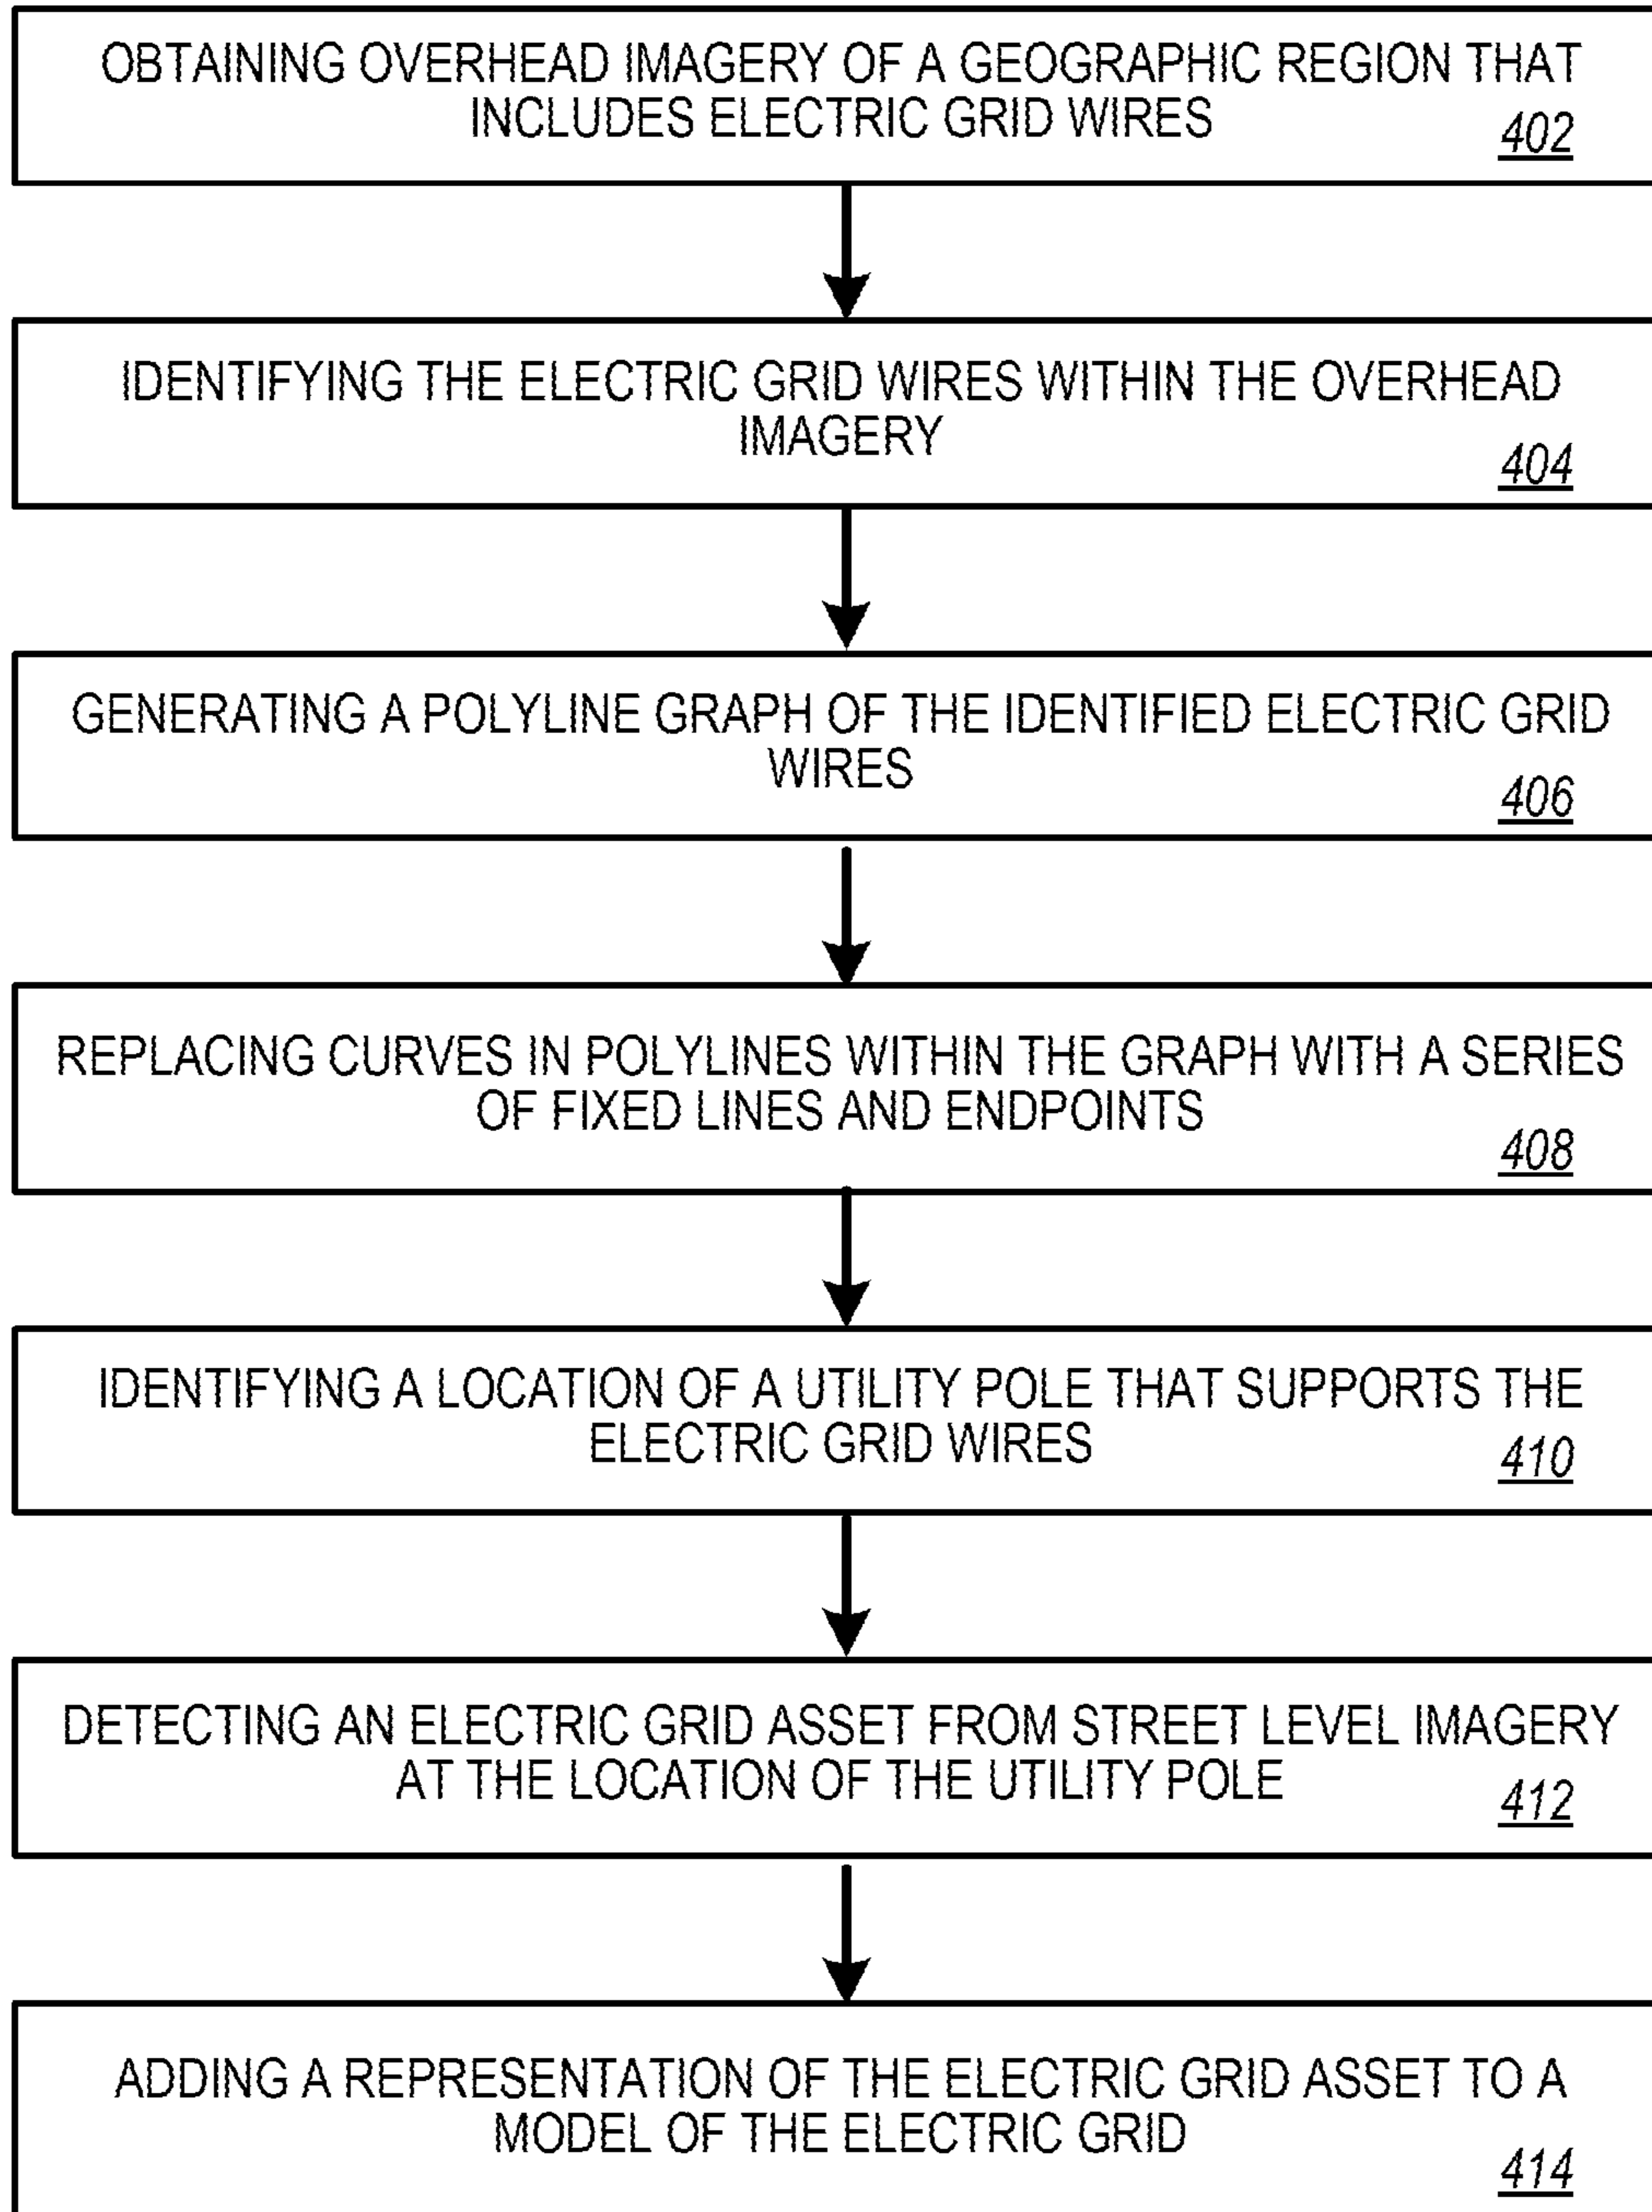 OBTAINING OVERHEAD IMAGERY OF A GEOGRAPHIC REGION THAT
INCLUDES ELECTRIC GRID WIRES
402
IDENTIFYING THE ELECTRIC GRID WIRES WITHIN THE OVERHEAD
IMAGERY
404
GENERATING A POLYLINE GRAPH OF THE IDENTIFIED ELECTRIC GRID
WIRES
406
REPLACING CURVES IN POLYLINES WITHIN THE GRAPH WITH A SERIES
OF FIXED LINES AND ENDPOINTS
408
IDENTIFYING A LOCATION OF A UTILITY POLE THAT SUPPORTS THE
ELECTRIC GRID WIRES
410
DETECTING AN ELECTRIC GRID ASSET FROM STREET LEVEL IMAGERY
AT THE LOCATION OF THE UTILITY POLE
412
ADDING A REPRESENTATION OF THE ELECTRIC GRID ASSET TO A
MODEL OF THE ELECTRIC GRID
414